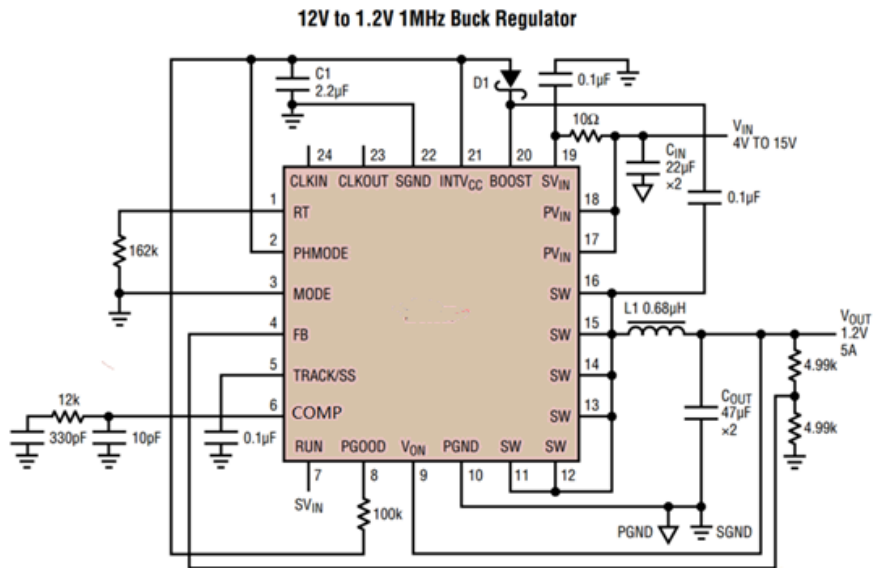 12V to 1.2V 1MHz Buck Regulator
C1
2.2µF
D1
0.1µF
10Ω
VIN
4V TO 15V
CIN
22µF
×2
0.1µF
24
23
22
21
20
19
CLKIN
CLKOUT
SGND
INTVCC
BOOST
SVIN
1
RT
162k
2
PHMODE
3
MODE
4
FB
5
TRACK/SS
6
COMP
12k
330pF
10pF
0.1µF
18
PVIN
17
PVIN
16
SW
15
SW
14
SW
13
SW
L1 0.68µH
VOUT
1.2V
5A
4.99k
COUT
47µF
×2
4.99k
RUN
PGOOD
VON
PGND
SW
SW
7
8
9
10
11
12
SVIN
100k
PGND
SGND